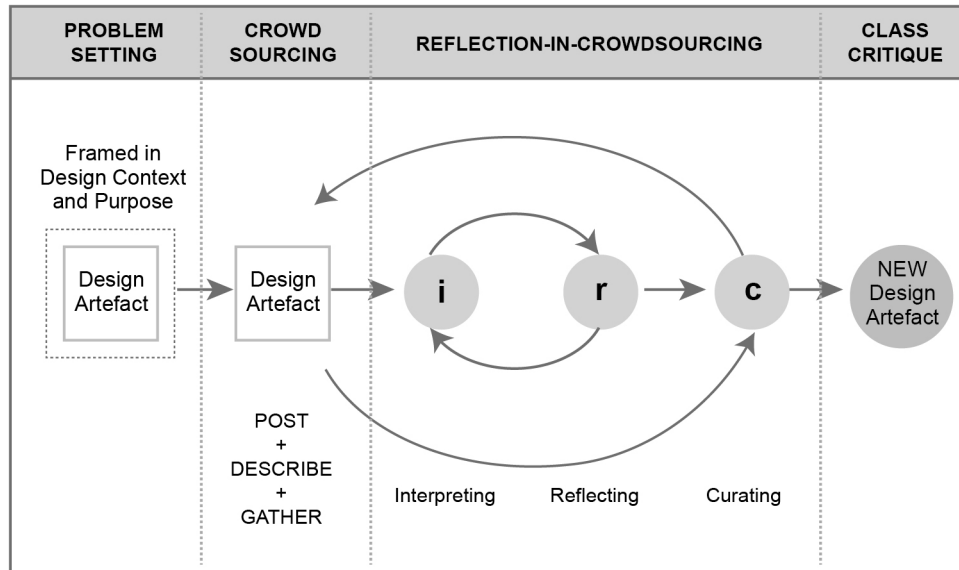 PROBLEM
SETTING
CROWD
SOURCING
REFLECTION-IN-CROWDSOURCING
CLASS
CRITIQUE
Framed in
Design Context
and Purpose
Design
Artefact
Design
Artefact
i
r
c
NEW
Design
Artefact
POST
+
DESCRIBE
+
GATHER
Interpreting
Reflecting
Curating